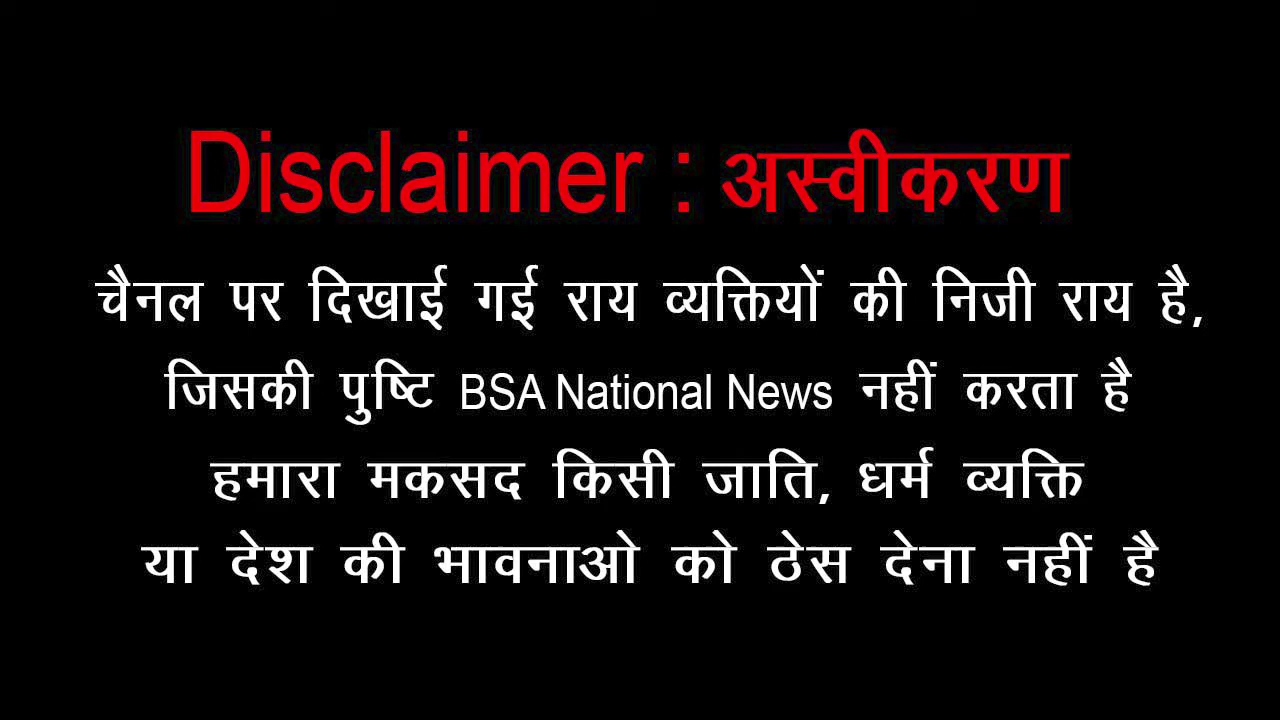 Disclaimer : अस्वीकरण
चैनल पर दिखाई गई राय व्यक्तियों की निजी राय है,
जिसकी पुष्टि BSA National News नहीं करता है
हमारा मकसद किसी जाति, धर्म व्यक्ति
या देश की भावनाओ को ठेस देना नहीं है